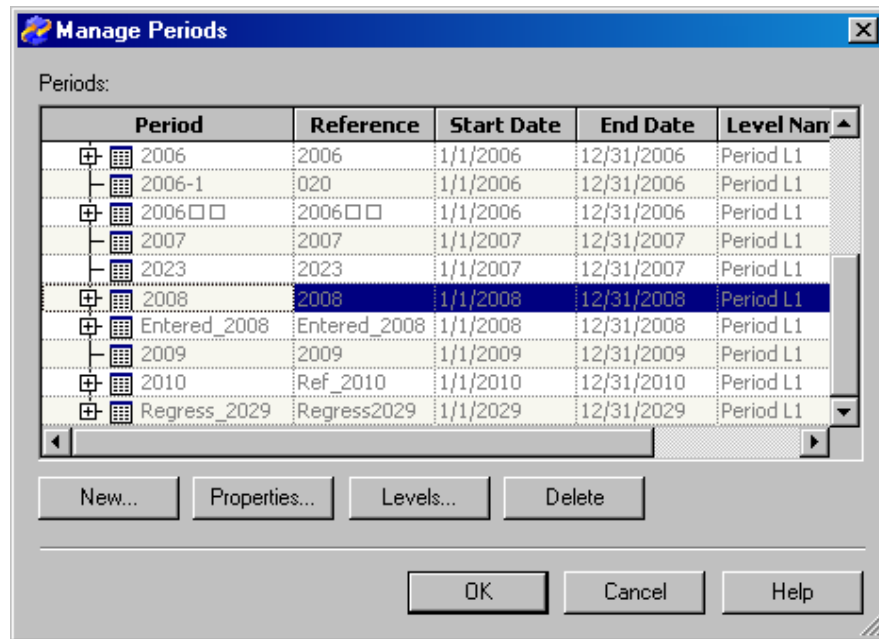 Manage Periods
Periods:
Period Reference Start Date End Date Level Nam
2006 2006 1/1/2006 12/31/2006 Period L1
2006-1 020 1/1/2006 12/31/2006 Period L1
2006□□ 2006□□ 1/1/2006 12/31/2006 Period L1
2007 2007 1/1/2007 12/31/2007 Period L1
2023 2023 1/1/2007 12/31/2007 Period L1
2008 2008 1/1/2008 12/31/2008 Period L1
Entered_2008 Entered_2008 1/1/2008 12/31/2008 Period L1
2009 2009 1/1/2009 12/31/2009 Period L1
2010 Ref_2010 1/1/2010 12/31/2010 Period L1
Regress_2029 Regress2029 1/1/2029 12/31/2029 Period L1
New... Properties... Levels... Delete
OK Cancel Help